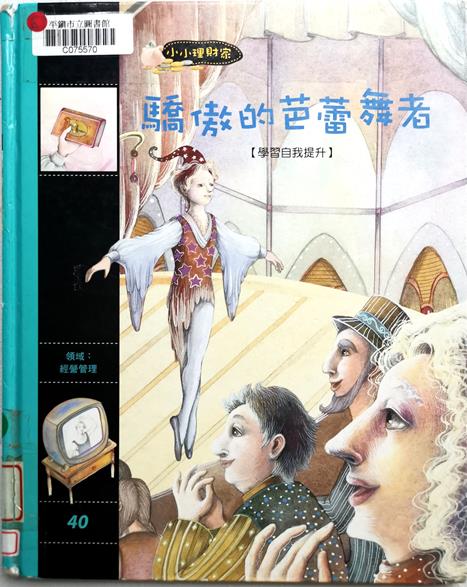 平鎮市立圖書館
C075570
小小理財家
驕傲的芭蕾舞者
【學習自我提升】
領域：
經營管理
40